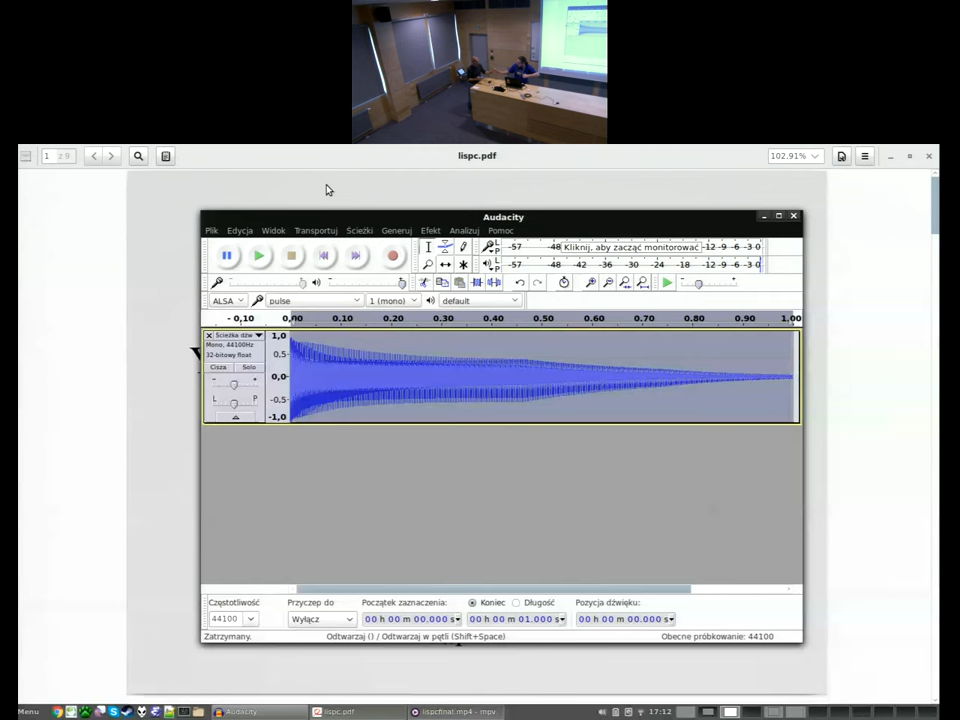 1 z 9
lispc.pdf
102.91%
Audacity
Plik Edycja Widok Transportuj Ścieżki Generuj Efekt Analizuj Pomoc
L P -57 -48 Kliknij, aby zacząć monitorować -12 -9 -6 -3 0
L P -57 -48 -42 -36 -30 -24 -18 -12 -9 -6 -3 0
ALSA pulse 1 (mono) default
- 0,10 0,00 0,10 0.20 0.30 0.40 0.50 0.60 0.70 0.80 0.90 1.00
Ścieżka dźw
Mono, 44100Hz
32-bitowy float
Cisza Solo
- +
L P
1,0
0,5-
0,0-
-0,5-
-1,0
Częstotliwość Przyczep do Początek zaznaczenia: Koniec Długość Pozycja dźwięku:
44100 Wyłącz 00 h 00 m 00.000 s 00 h 00 m 01.000 s 00 h 00 m 00.000 s
Zatrzymany. Odtwarzaj () / Odtwarzaj w pętli (Shift+Space) Obecne próbkowanie: 44100
Menu Audacity lispc.pdf lispcfinal.mp4 - mpv 17:12